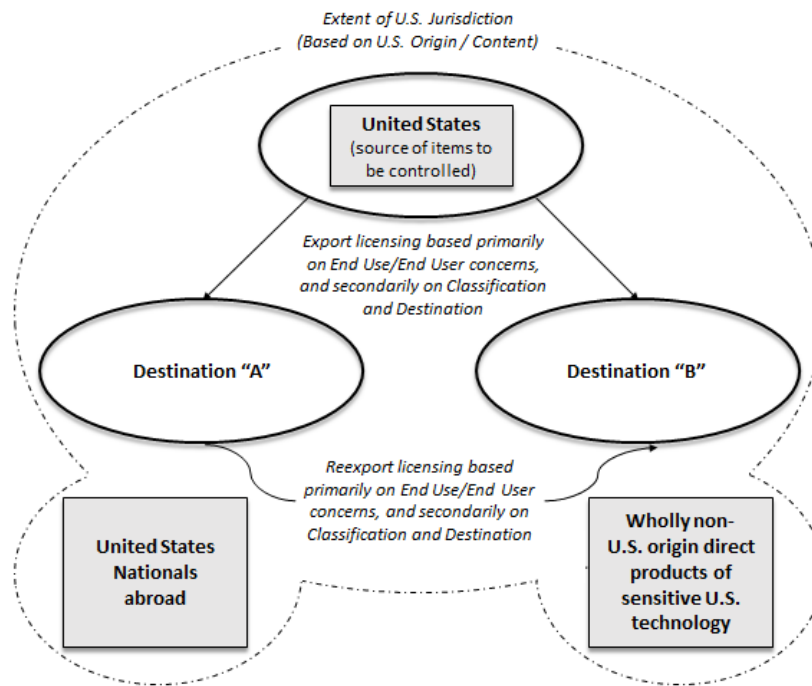 Extent of U.S. Jurisdiction
(Based on U.S. Origin / Content)
United States
(source of items to
be controlled)
Export licensing based primarily
on End Use/End User concerns,
and secondarily on Classification
and Destination
Destination “A”
Destination “B”
Reexport licensing based
primarily on End Use/End User
concerns, and secondarily on
Classification and Destination
United States
Nationals
abroad
Wholly non-
U.S. origin direct
products of
sensitive U.S.
technology